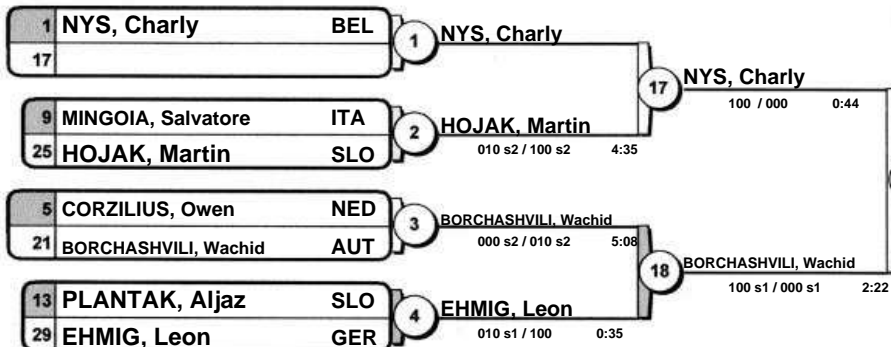 1 NYS, Charly BEL
17
1
NYS, Charly
9 MINGOIA, Salvatore ITA
25 HOJAK, Martin SLO
2
HOJAK, Martin
010 s2 / 100 s2 4:35
17
NYS, Charly
100 / 000 0:44
5 CORZILIUS, Owen NED
21 BORCHASHVILI, Wachid AUT
3
BORCHASHVILI, Wachid
000 s2 / 010 s2 5:08
13 PLANTAK, Aljaz SLO
29 EHMIG, Leon GER
4
EHMIG, Leon
010 s1 / 100 0:35
18
BORCHASHVILI, Wachid
100 s1 / 000 s1 2:22